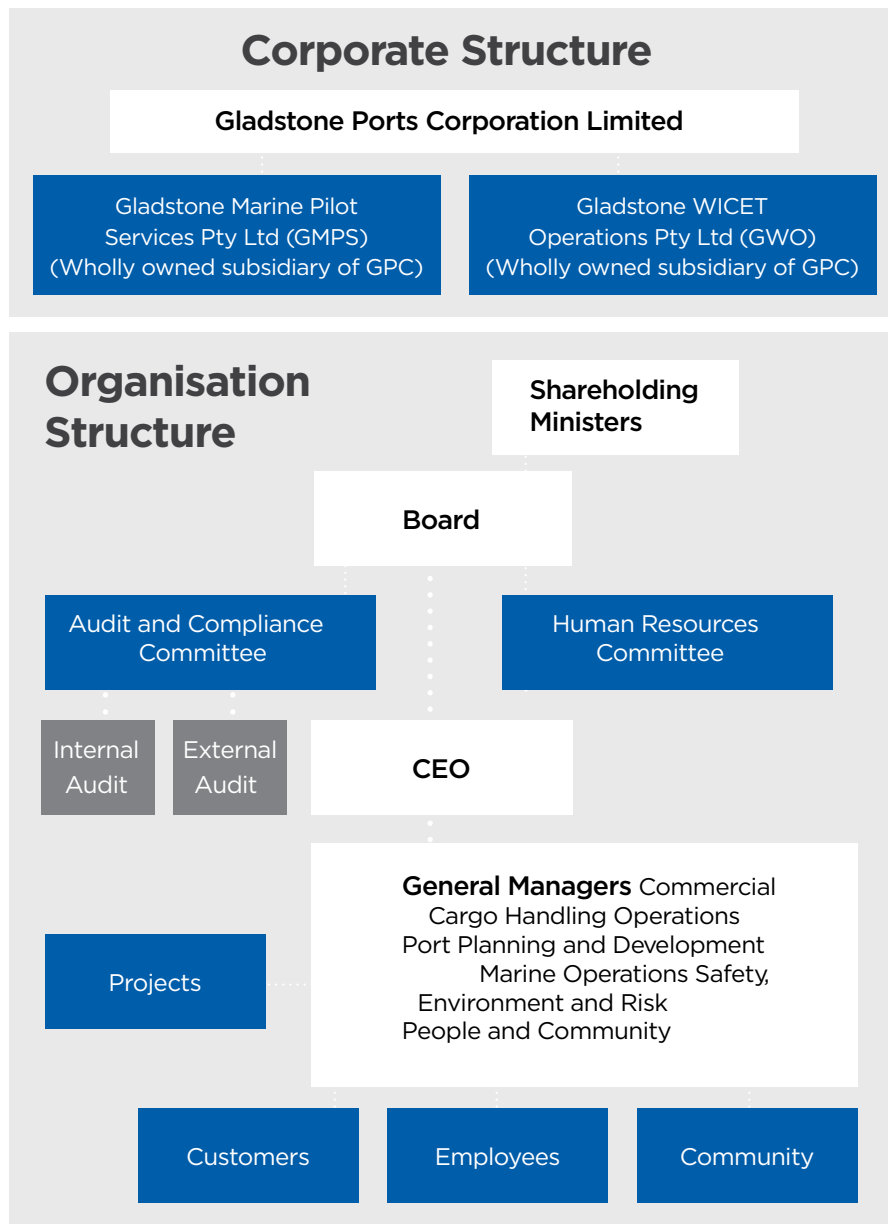 Corporate Structure
Gladstone Ports Corporation Limited
Gladstone Marine Pilot
Services Pty Ltd (GMPS)
(Wholly owned subsidiary of GPC)
Gladstone WICET
Operations Pty Ltd (GWO)
(Wholly owned subsidiary of GPC)
Organisation
Structure
Shareholding
Ministers
Board
Audit and Compliance
Committee
Human Resources
Committee
Internal
Audit
External
Audit
CEO
General Managers Commercial
Cargo Handling Operations
Port Planning and Development
Marine Operations Safety,
Environment and Risk
People and Community
Projects
Customers
Employees
Community